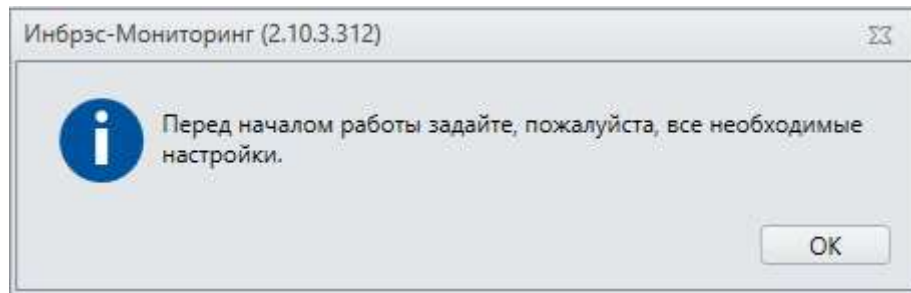 Инбрэс-Мониторинг (2.10.3.312)
Перед началом работы задайте, пожалуйста, все необходимые
настройки.
OK